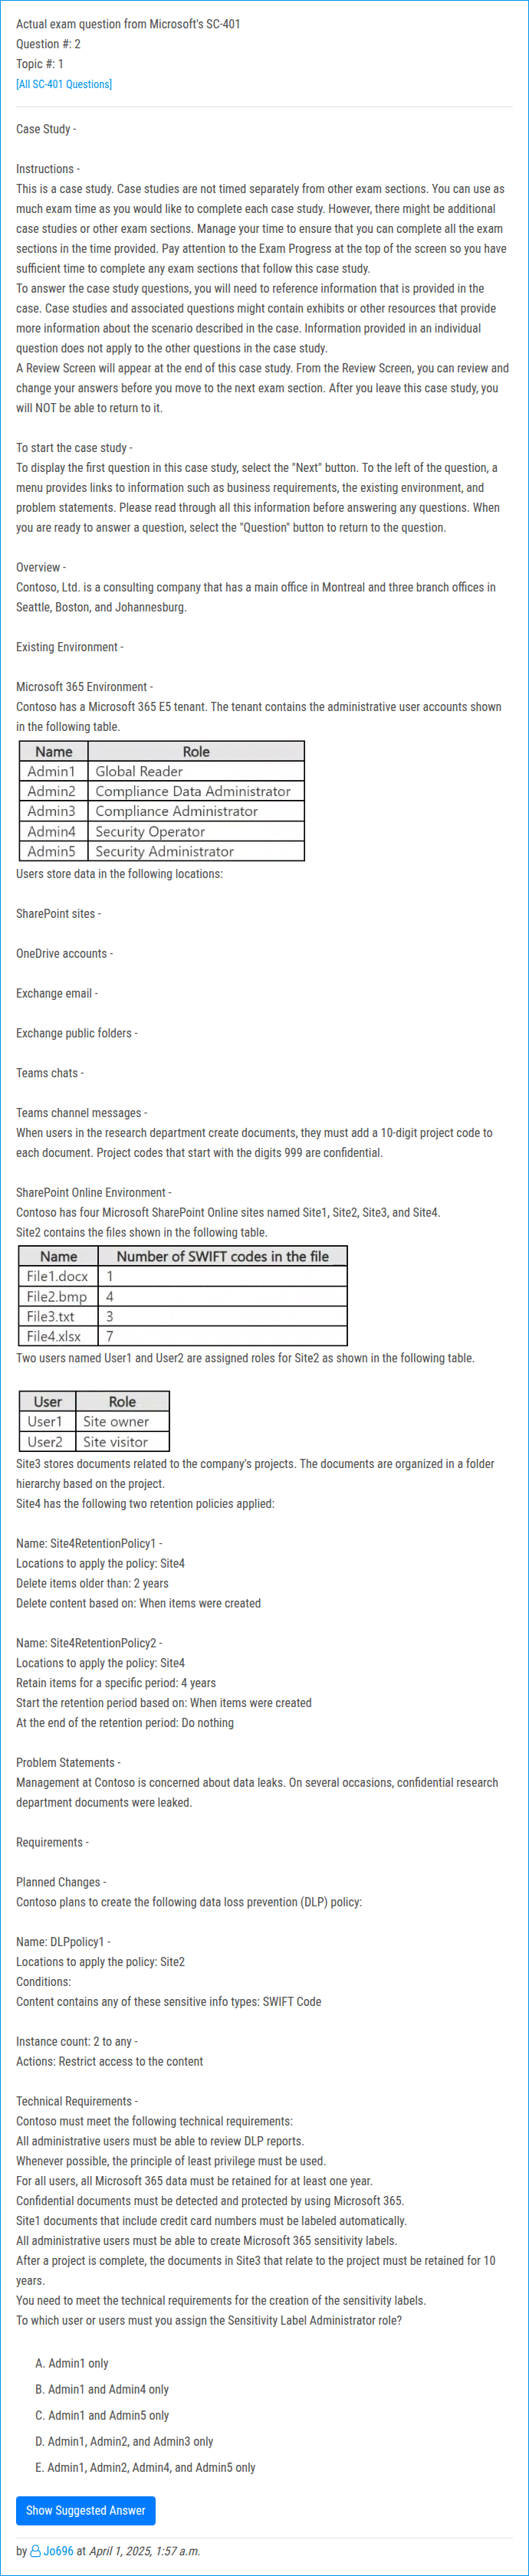 Actual exam question from Microsoft's SC-401
Question #: 2
Topic #: 1
[All SC-401 Questions]
Case Study -
Instructions -
This is a case study. Case studies are not timed separately from other exam sections. You can use as
much exam time as you would like to complete each case study. However, there might be additional
case studies or other exam sections. Manage your time to ensure that you can complete all the exam
sections in the time provided. Pay attention to the Exam Progress at the top of the screen so you have
sufficient time to complete any exam sections that follow this case study.
To answer the case study questions, you will need to reference information that is provided in the
case. Case studies and associated questions might contain exhibits or other resources that provide
more information about the scenario described in the case. Information provided in an individual
question does not apply to the other questions in the case study.
A Review Screen will appear at the end of this case study. From the Review Screen, you can review and
change your answers before you move to the next exam section. After you leave this case study, you
will NOT be able to return to it.
To start the case study -
To display the first question in this case study, select the "Next" button. To the left of the question, a
menu provides links to information such as business requirements, the existing environment, and
problem statements. Please read through all this information before answering any questions. When
you are ready to answer a question, select the "Question" button to return to the question.
Overview -
Contoso, Ltd. is a consulting company that has a main office in Montreal and three branch offices in
Seattle, Boston, and Johannesburg.
Existing Environment -
Microsoft 365 Environment -
Contoso has a Microsoft 365 E5 tenant. The tenant contains the administrative user accounts shown
in the following table.
Name Role
Admin1 Global Reader
Admin2 Compliance Data Administrator
Admin3 Compliance Administrator
Admin4 Security Operator
Admin5 Security Administrator
Users store data in the following locations:
SharePoint sites -
OneDrive accounts -
Exchange email -
Exchange public folders -
Teams chats -
Teams channel messages -
When users in the research department create documents, they must add a 10-digit project code to
each document. Project codes that start with the digits 999 are confidential.
SharePoint Online Environment -
Contoso has four Microsoft SharePoint Online sites named Site1, Site2, Site3, and Site4.
Site2 contains the files shown in the following table.
Name Number of SWIFT codes in the file
File1.docx 1
File2.bmp 4
File3.txt 3
File4.xlsx 7
Two users named User1 and User2 are assigned roles for Site2 as shown in the following table.
User Role
User1 Site owner
User2 Site visitor
Site3 stores documents related to the company's projects. The documents are organized in a folder
hierarchy based on the project.
Site4 has the following two retention policies applied:
Name: Site4RetentionPolicy1 -
Locations to apply the policy: Site4
Delete items older than: 2 years
Delete content based on: When items were created
Name: Site4RetentionPolicy2 -
Locations to apply the policy: Site4
Retain items for a specific period: 4 years
Start the retention period based on: When items were created
At the end of the retention period: Do nothing
Problem Statements -
Management at Contoso is concerned about data leaks. On several occasions, confidential research
department documents were leaked.
Requirements -
Planned Changes -
Contoso plans to create the following data loss prevention (DLP) policy:
Name: DLPpolicy1 -
Locations to apply the policy: Site2
Conditions:
Content contains any of these sensitive info types: SWIFT Code
Instance count: 2 to any -
Actions: Restrict access to the content
Technical Requirements -
Contoso must meet the following technical requirements:
All administrative users must be able to review DLP reports.
Whenever possible, the principle of least privilege must be used.
For all users, all Microsoft 365 data must be retained for at least one year.
Confidential documents must be detected and protected by using Microsoft 365.
Site1 documents that include credit card numbers must be labeled automatically.
All administrative users must be able to create Microsoft 365 sensitivity labels.
After a project is complete, the documents in Site3 that relate to the project must be retained for 10
years.
You need to meet the technical requirements for the creation of the sensitivity labels.
To which user or users must you assign the Sensitivity Label Administrator role?
A. Admin1 only
B. Admin1 and Admin4 only
C. Admin1 and Admin5 only
D. Admin1, Admin2, and Admin3 only
E. Admin1, Admin2, Admin4, and Admin5 only
Show Suggested Answer
by Jo696 at April 1, 2025, 1:57 a.m.